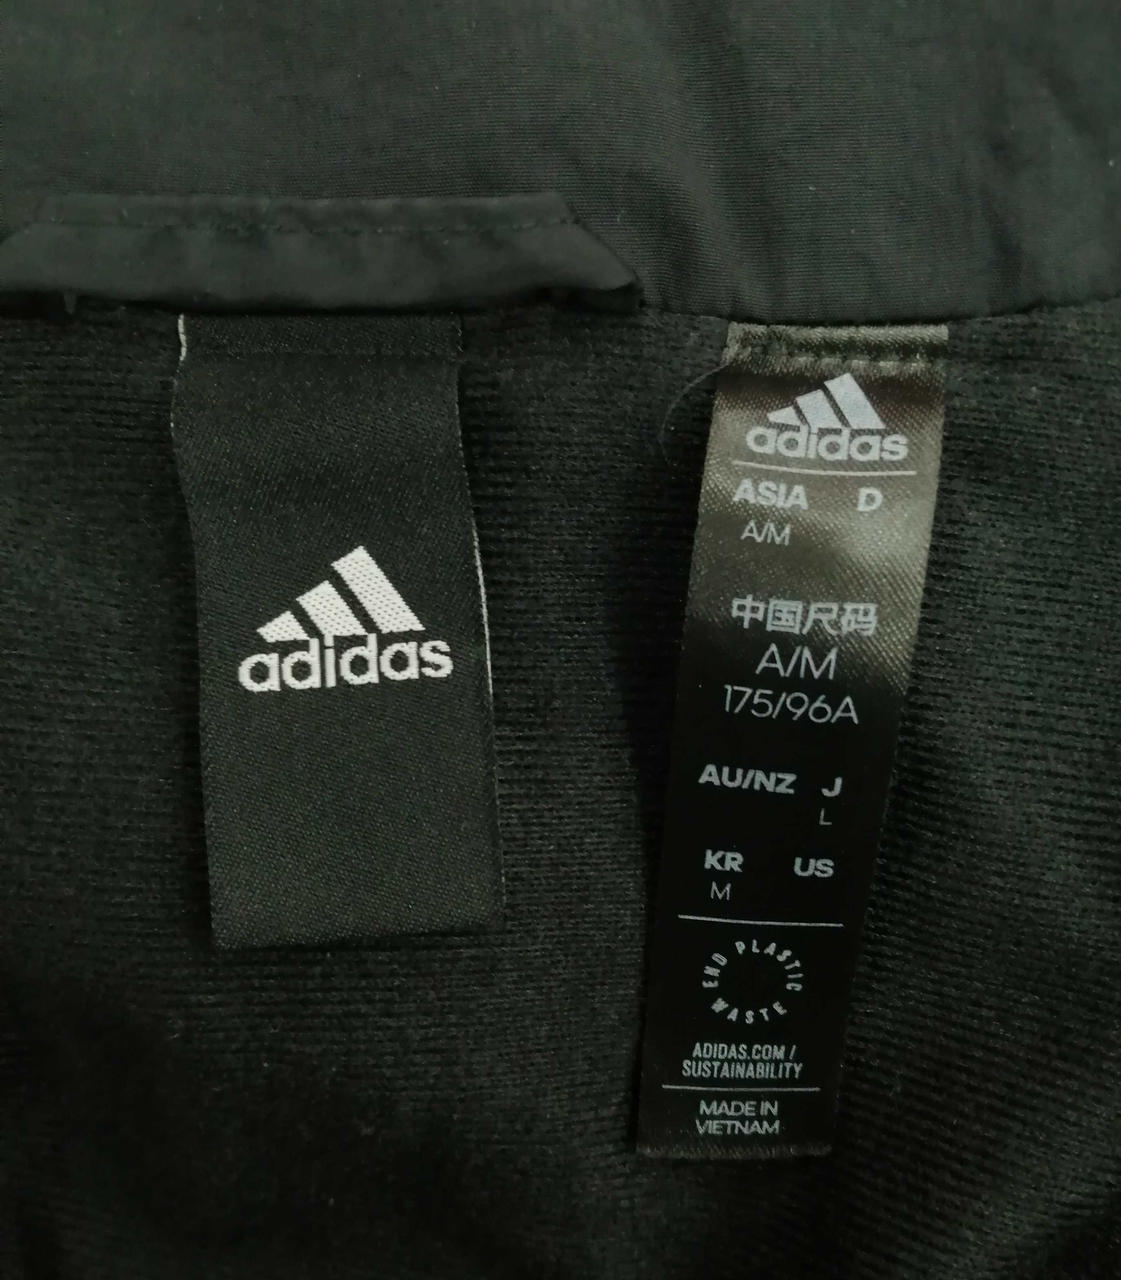 adidas
adidas
ASIA D
A/M
中国尺码
A/M
175/96A
AU/NZ J
L
KR US
M
END PLASTIC WASTE
ADIDAS.COM /
SUSTAINABILITY
MADE IN
VIETNAM